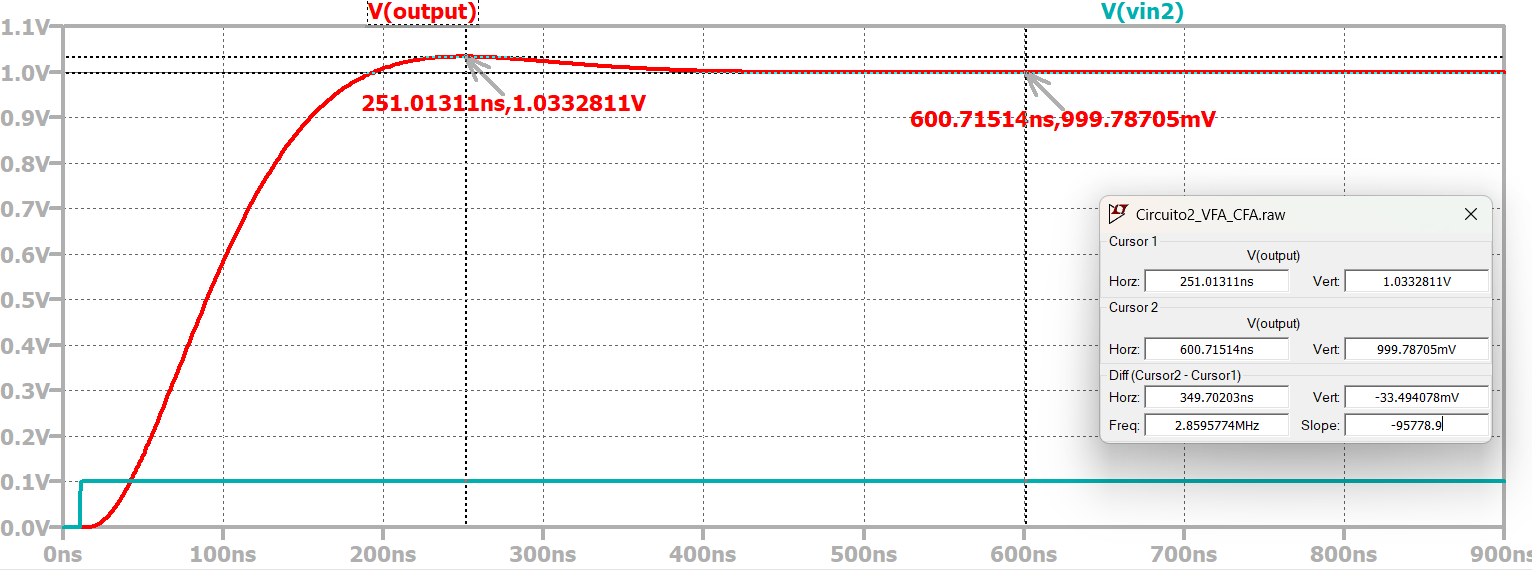 V(output) V(vin2)
1.1V
1.0V
0.9V
0.8V
0.7V
0.6V
0.5V
0.4V
0.3V
0.2V
0.1V
0.0V
251.01311ns,1.0332811V
600.71514ns,999.78705mV
0ns 100ns 200ns 300ns 400ns 500ns 600ns 700ns 800ns 900ns
Circuito2_VFA_CFA.raw
Cursor 1
V(output)
Horz: 251.01311ns Vert: 1.0332811V
Cursor 2
V(output)
Horz: 600.71514ns Vert: 999.78705mV
Diff (Cursor2 - Cursor1)
Horz: 349.70203ns Vert: -33.494078mV
Freq: 2.8595774MHz Slope: -95778.9